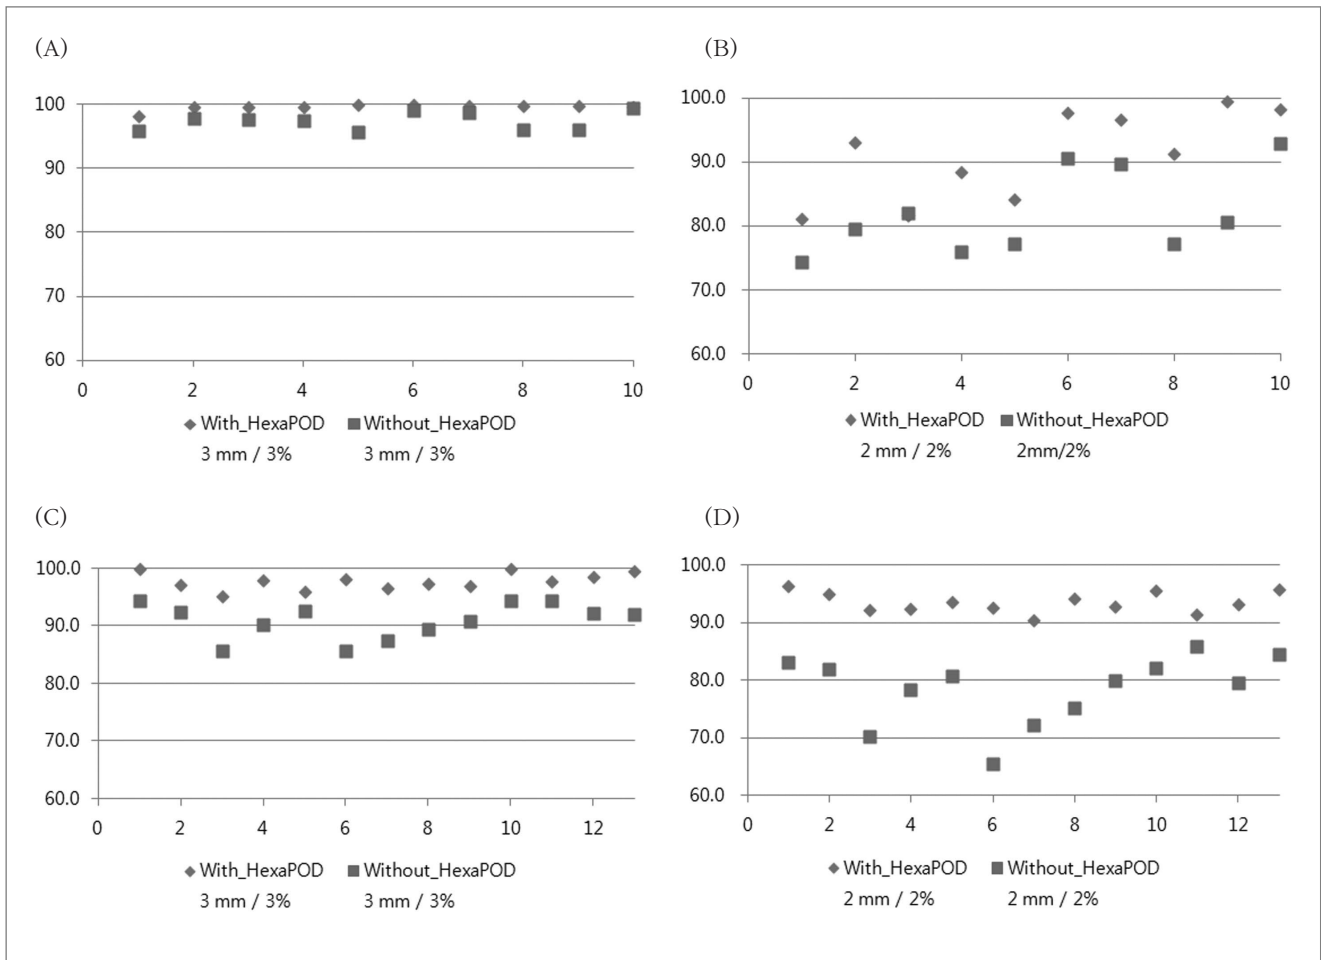 (A)
100
90
80
70
60
0 2 4 6 8 10
With_HexaPOD Without_HexaPOD
3 mm / 3% 3 mm / 3%
(B)
100.0
90.0
80.0
70.0
60.0
0 2 4 6 8 10
With_HexaPOD Without_HexaPOD
2 mm / 2% 2mm/2%
(C)
100.0
90.0
80.0
70.0
60.0
0 2 4 6 8 10 12
With_HexaPOD Without_HexaPOD
3 mm / 3% 3 mm / 3%
(D)
100.0
90.0
80.0
70.0
60.0
0 2 4 6 8 10 12
With_HexaPOD Without_HexaPOD
2 mm / 2% 2 mm / 2%